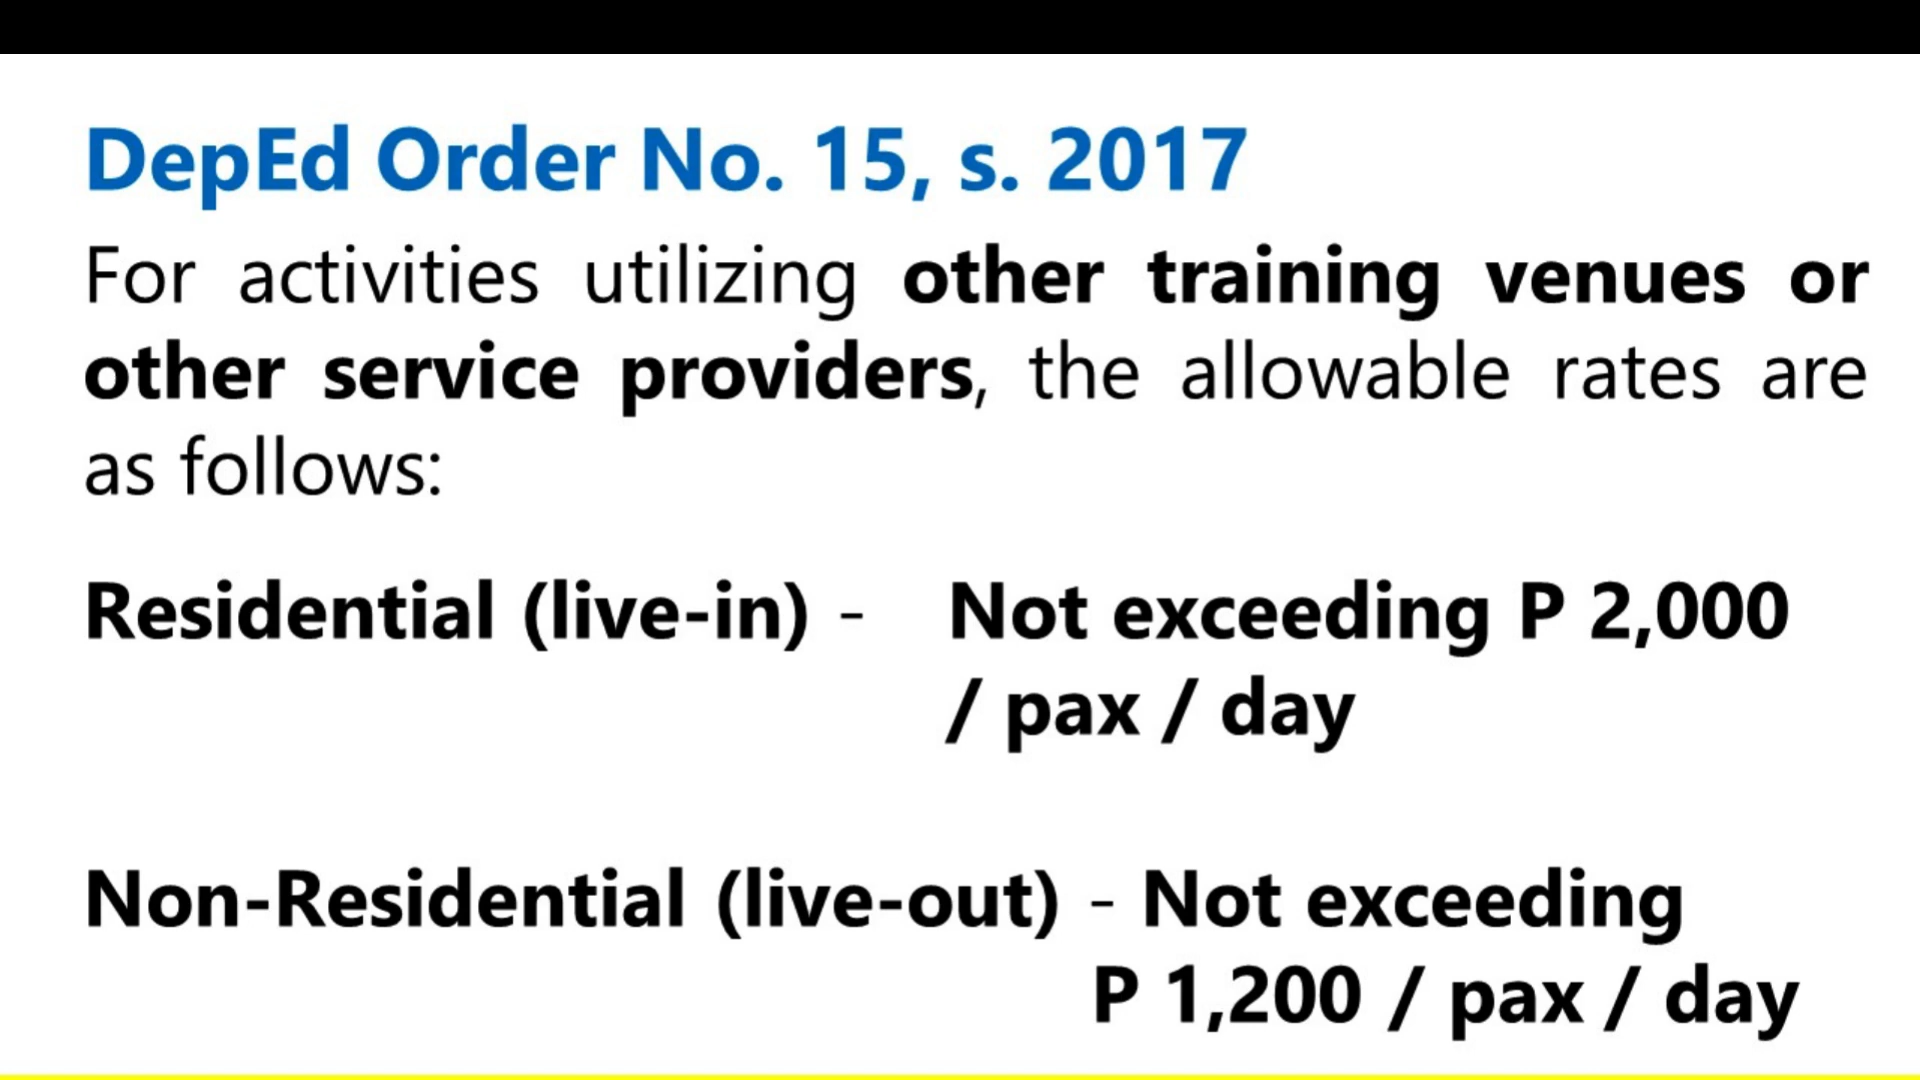 DepEd Order No. 15, s. 2017
For activities utilizing other training venues or
other service providers, the allowable rates are
as follows:
Residential (live-in) - Not exceeding P 2,000
/ pax / day
Non-Residential (live-out) - Not exceeding
P 1,200 / pax / day